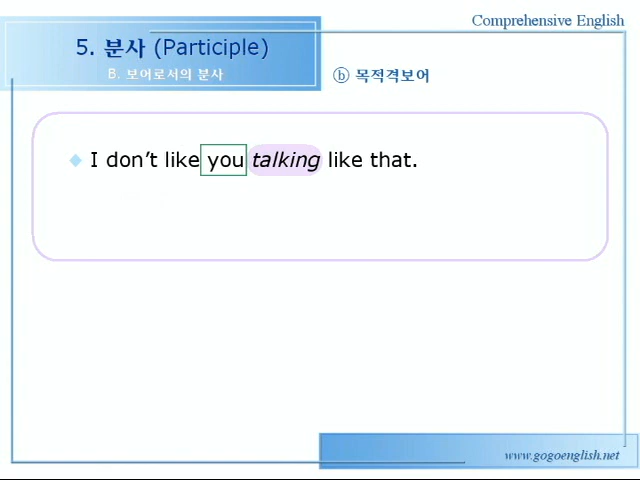 Comprehensive English
5. 분사 (Participle)
B. 보어로서의 분사
ⓑ 목적격보어
I don’t like you talking like that.
www.gogoenglish.net